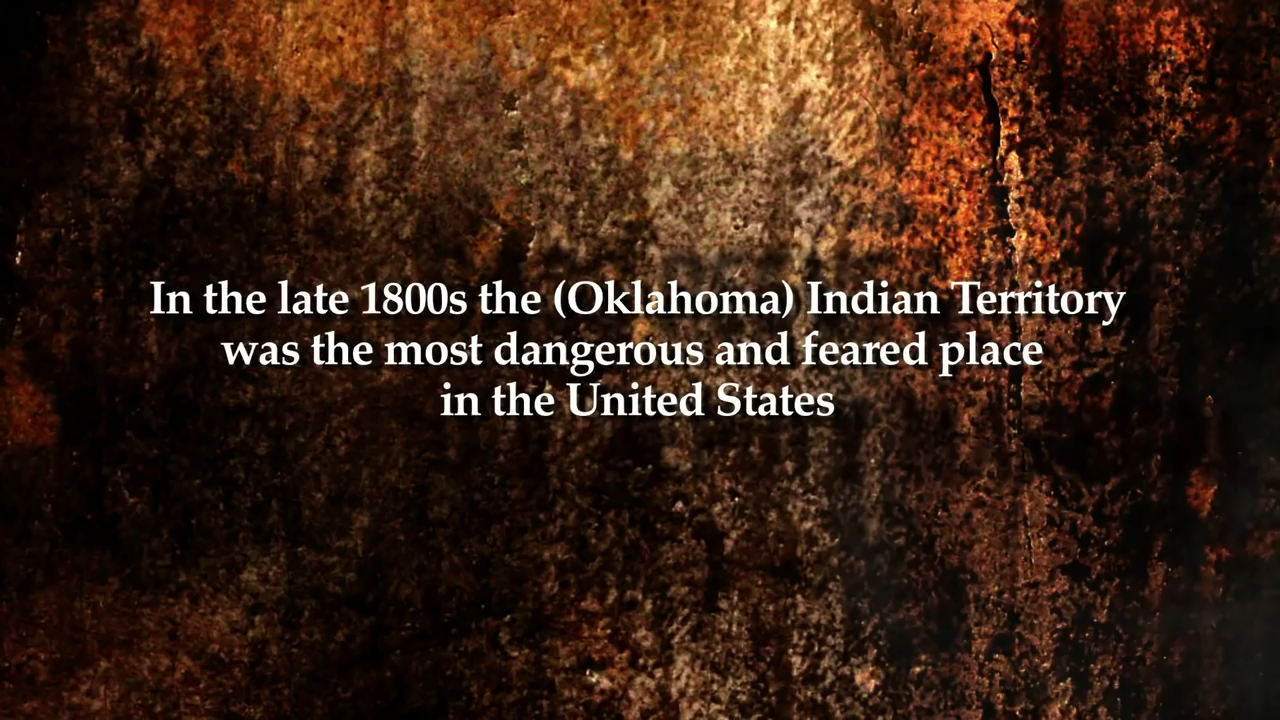 In the late 1800s the (Oklahoma) Indian Territory
was the most dangerous and feared place
in the United States